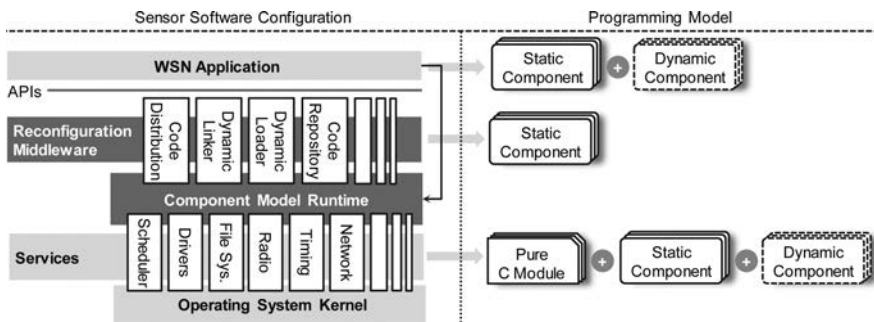 Sensor Software Configuration
Programming Model
WSN Application
Static
Component
+
Dynamic
Component
APIs
Reconfiguration
Middleware
Code
Distribution
Dynamic
Linker
Dynamic
Loader
Code
Repository
Static
Component
Component Model Runtime
Services
Scheduler
Drivers
File Sys.
Radio
Timing
Network
Pure
C Module
+
Static
Component
+
Dynamic
Component
Operating System Kernel